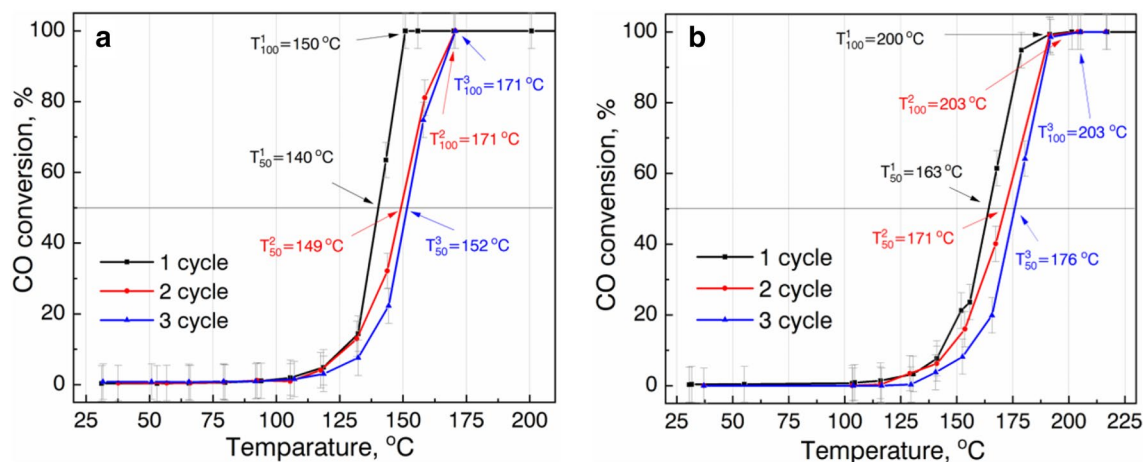 a
CO conversion, %
100
80
60
40
20
0
T¹₁₀₀=150 °C
T³₁₀₀=171 °C
T²₁₀₀=171 °C
T¹₅₀=140 °C
T²₅₀=149 °C
T³₅₀=152 °C
1 cycle
2 cycle
3 cycle
25 50 75 100 125 150 175 200
Temparature, °C
b
CO convension, %
100
80
60
40
20
0
T¹₁₀₀=200 °C
T²₁₀₀=203 °C
T³₁₀₀=203 °C
T¹₅₀=163 °C
T²₅₀=171 °C
T³₅₀=176 °C
1 cycle
2 cycle
3 cycle
25 50 75 100 125 150 175 200 225
Temperature, °C